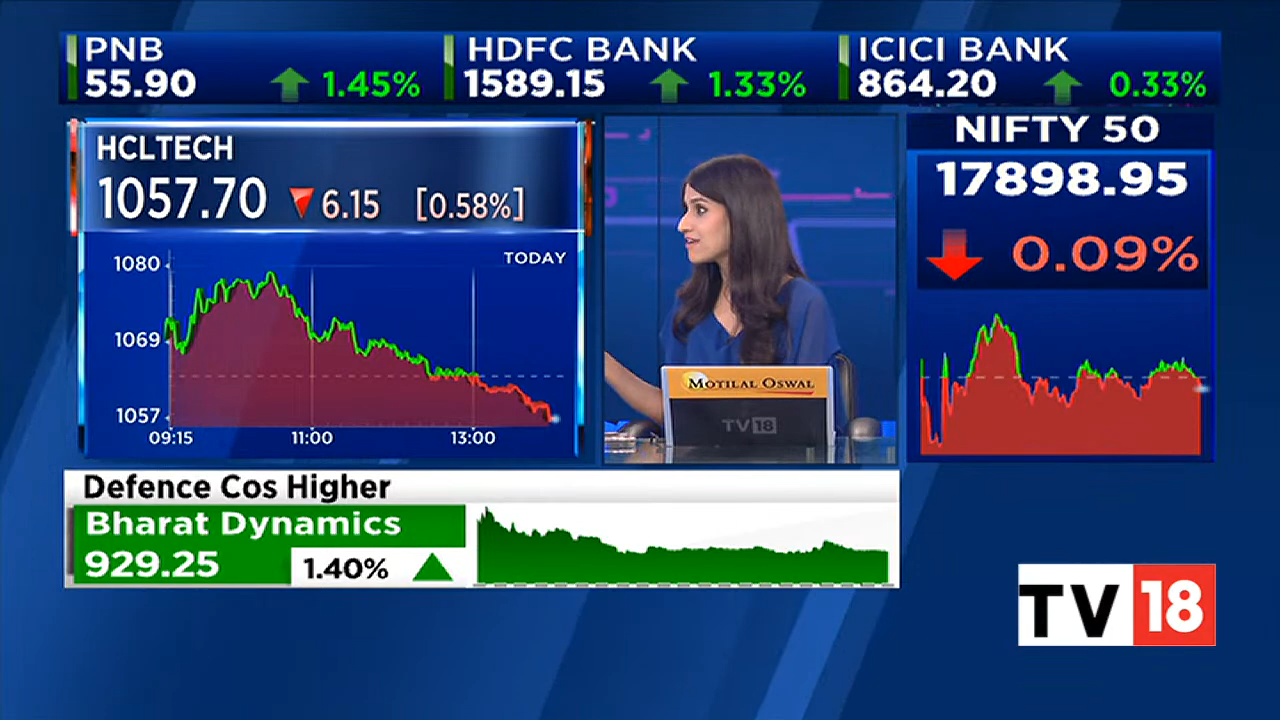 PNB
55.90 1.45%
HDFC BANK
1589.15 1.33%
ICICI BANK
864.20 0.33%
HCLTECH
1057.70 ▼ 6.15 [0.58%]
TODAY
1080
1069
1057
09:15 11:00 13:00
MOTILAL OSWAL
TV18
NIFTY 50
17898.95
0.09%
Defence Cos Higher
Bharat Dynamics
929.25 1.40% ▲
TV18